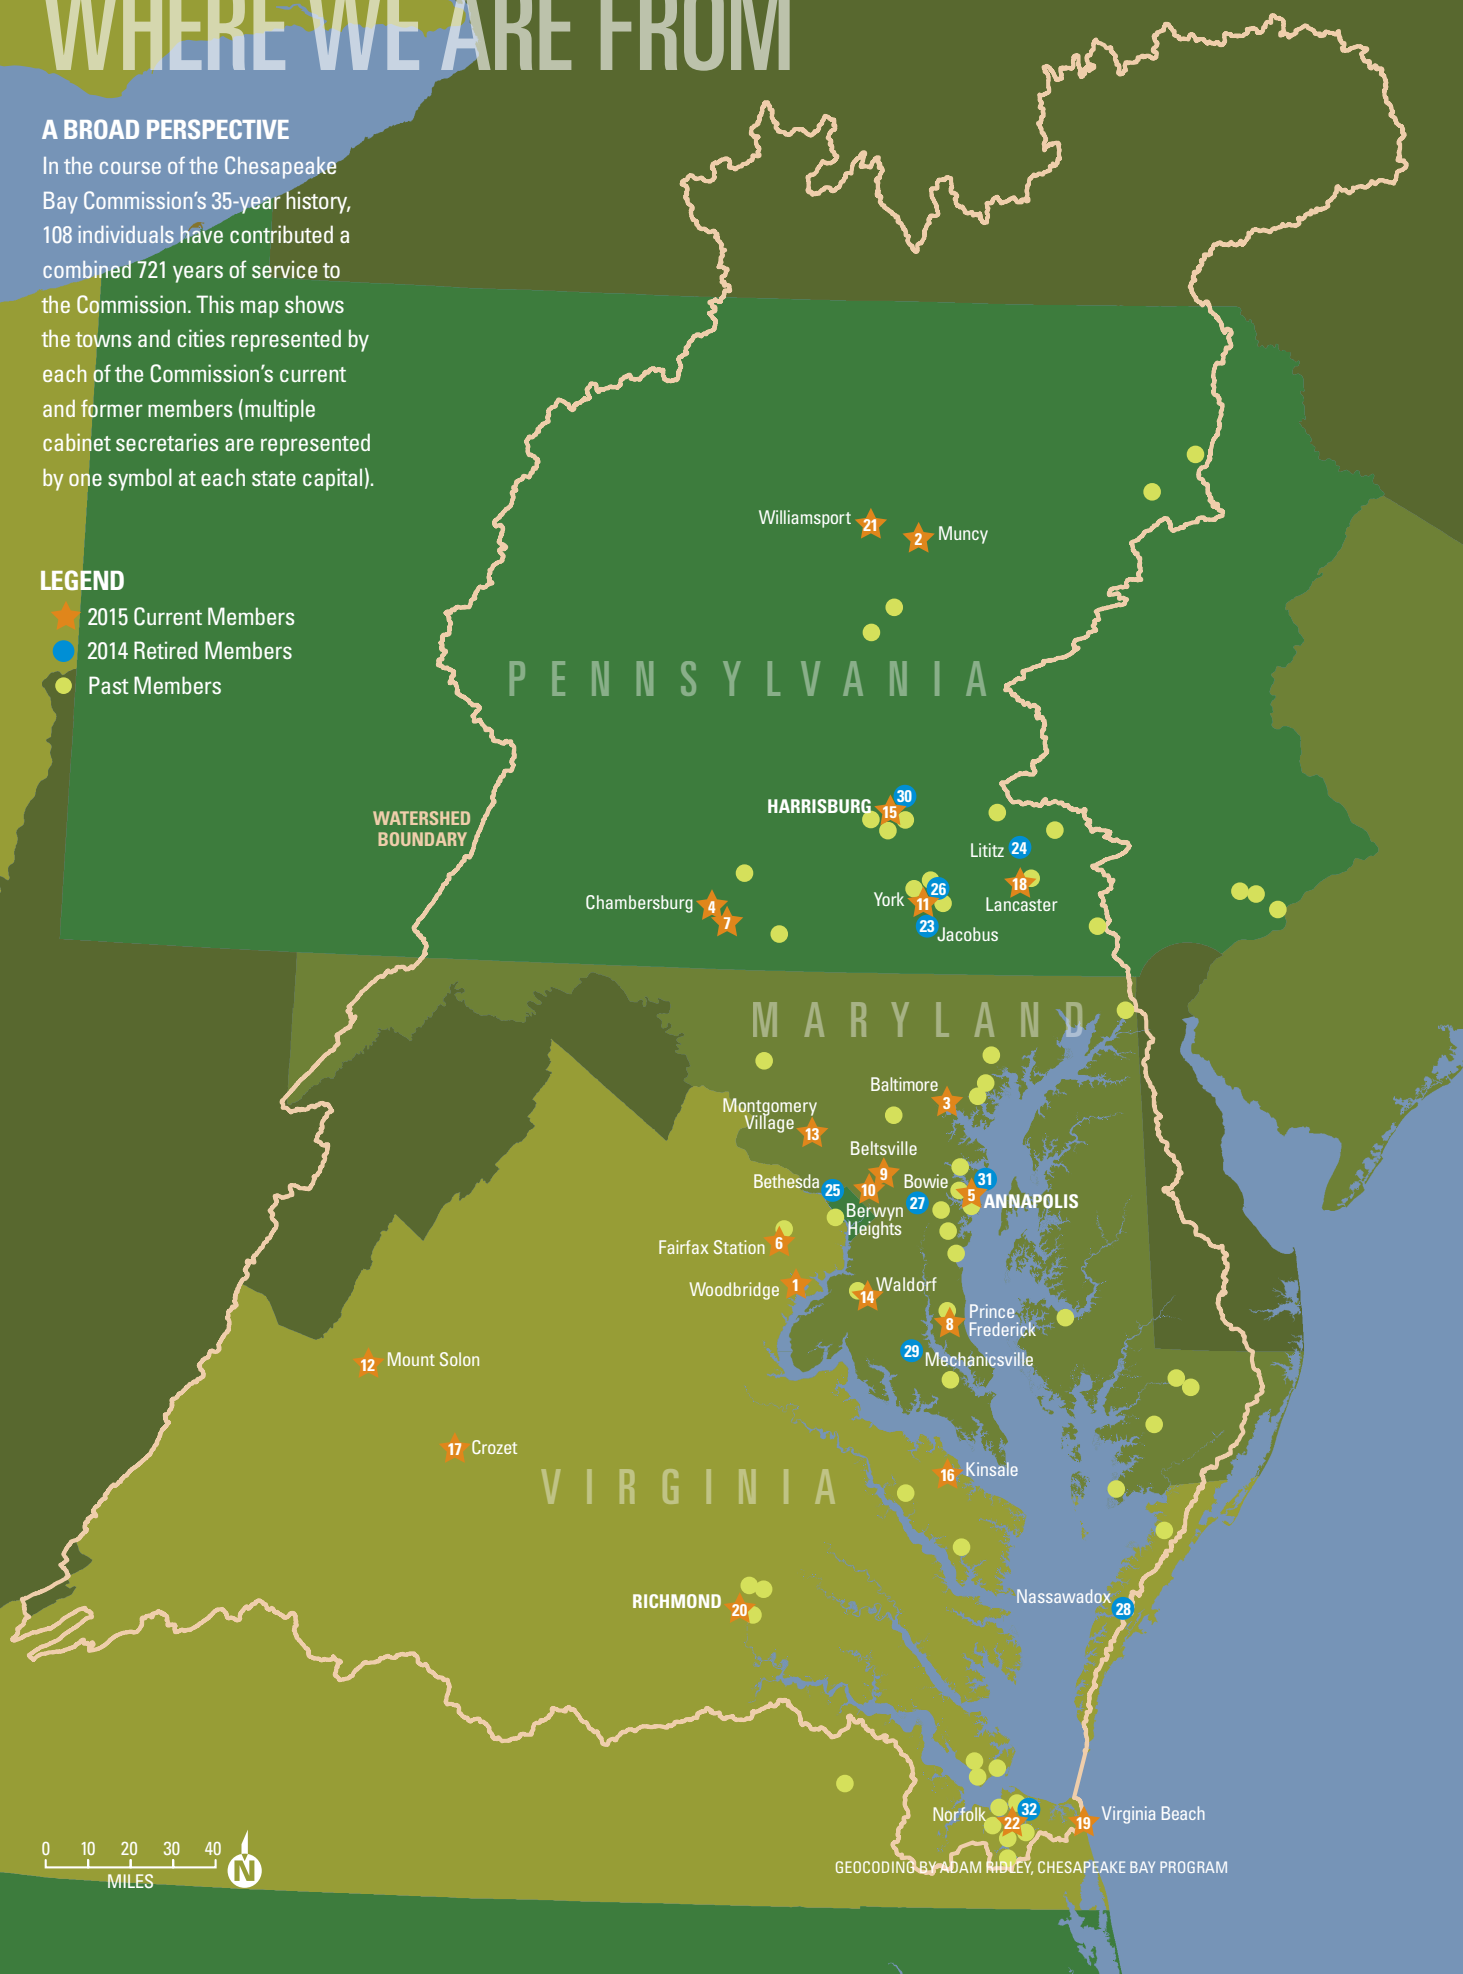 WHERE WE ARE FROM
A BROAD PERSPECTIVE
In the course of the Chesapeake
Bay Commission's 35-year history,
108 individuals have contributed a
combined 721 years of service to
the Commission. This map shows
the towns and cities represented by
each of the Commission's current
and former members (multiple
cabinet secretaries are represented
by one symbol at each state capital).
LEGEND
2015 Current Members
2014 Retired Members
Past Members
Williamsport 21
2 Muncy
PENNSYLVANIA
WATERSHED
BOUNDARY
30
HARRISBURG 15
Lititz 24
Chambersburg 4
7
York 11
26
18
Lancaster
23
Jacobus
MARYLAND
Baltimore 3
Montgomery
Village 13
Beltsville
9
Bethesda 25
10
Berwyn
Heights
Bowie
27
31
5 ANNAPOLIS
Fairfax Station 6
Woodbridge 1
Waldorf
14
Prince
Frederick
8
29
Mechanicsville
12 Mount Solon
17 Crozet
16 Kinsale
VIRGINIA
RICHMOND 20
Nassawadox
28
Norfolk 22
32
19 Virginia Beach
0 10 20 30 40
MILES
N
GEOCODING BY ADAM RIDLEY, CHESAPEAKE BAY PROGRAM